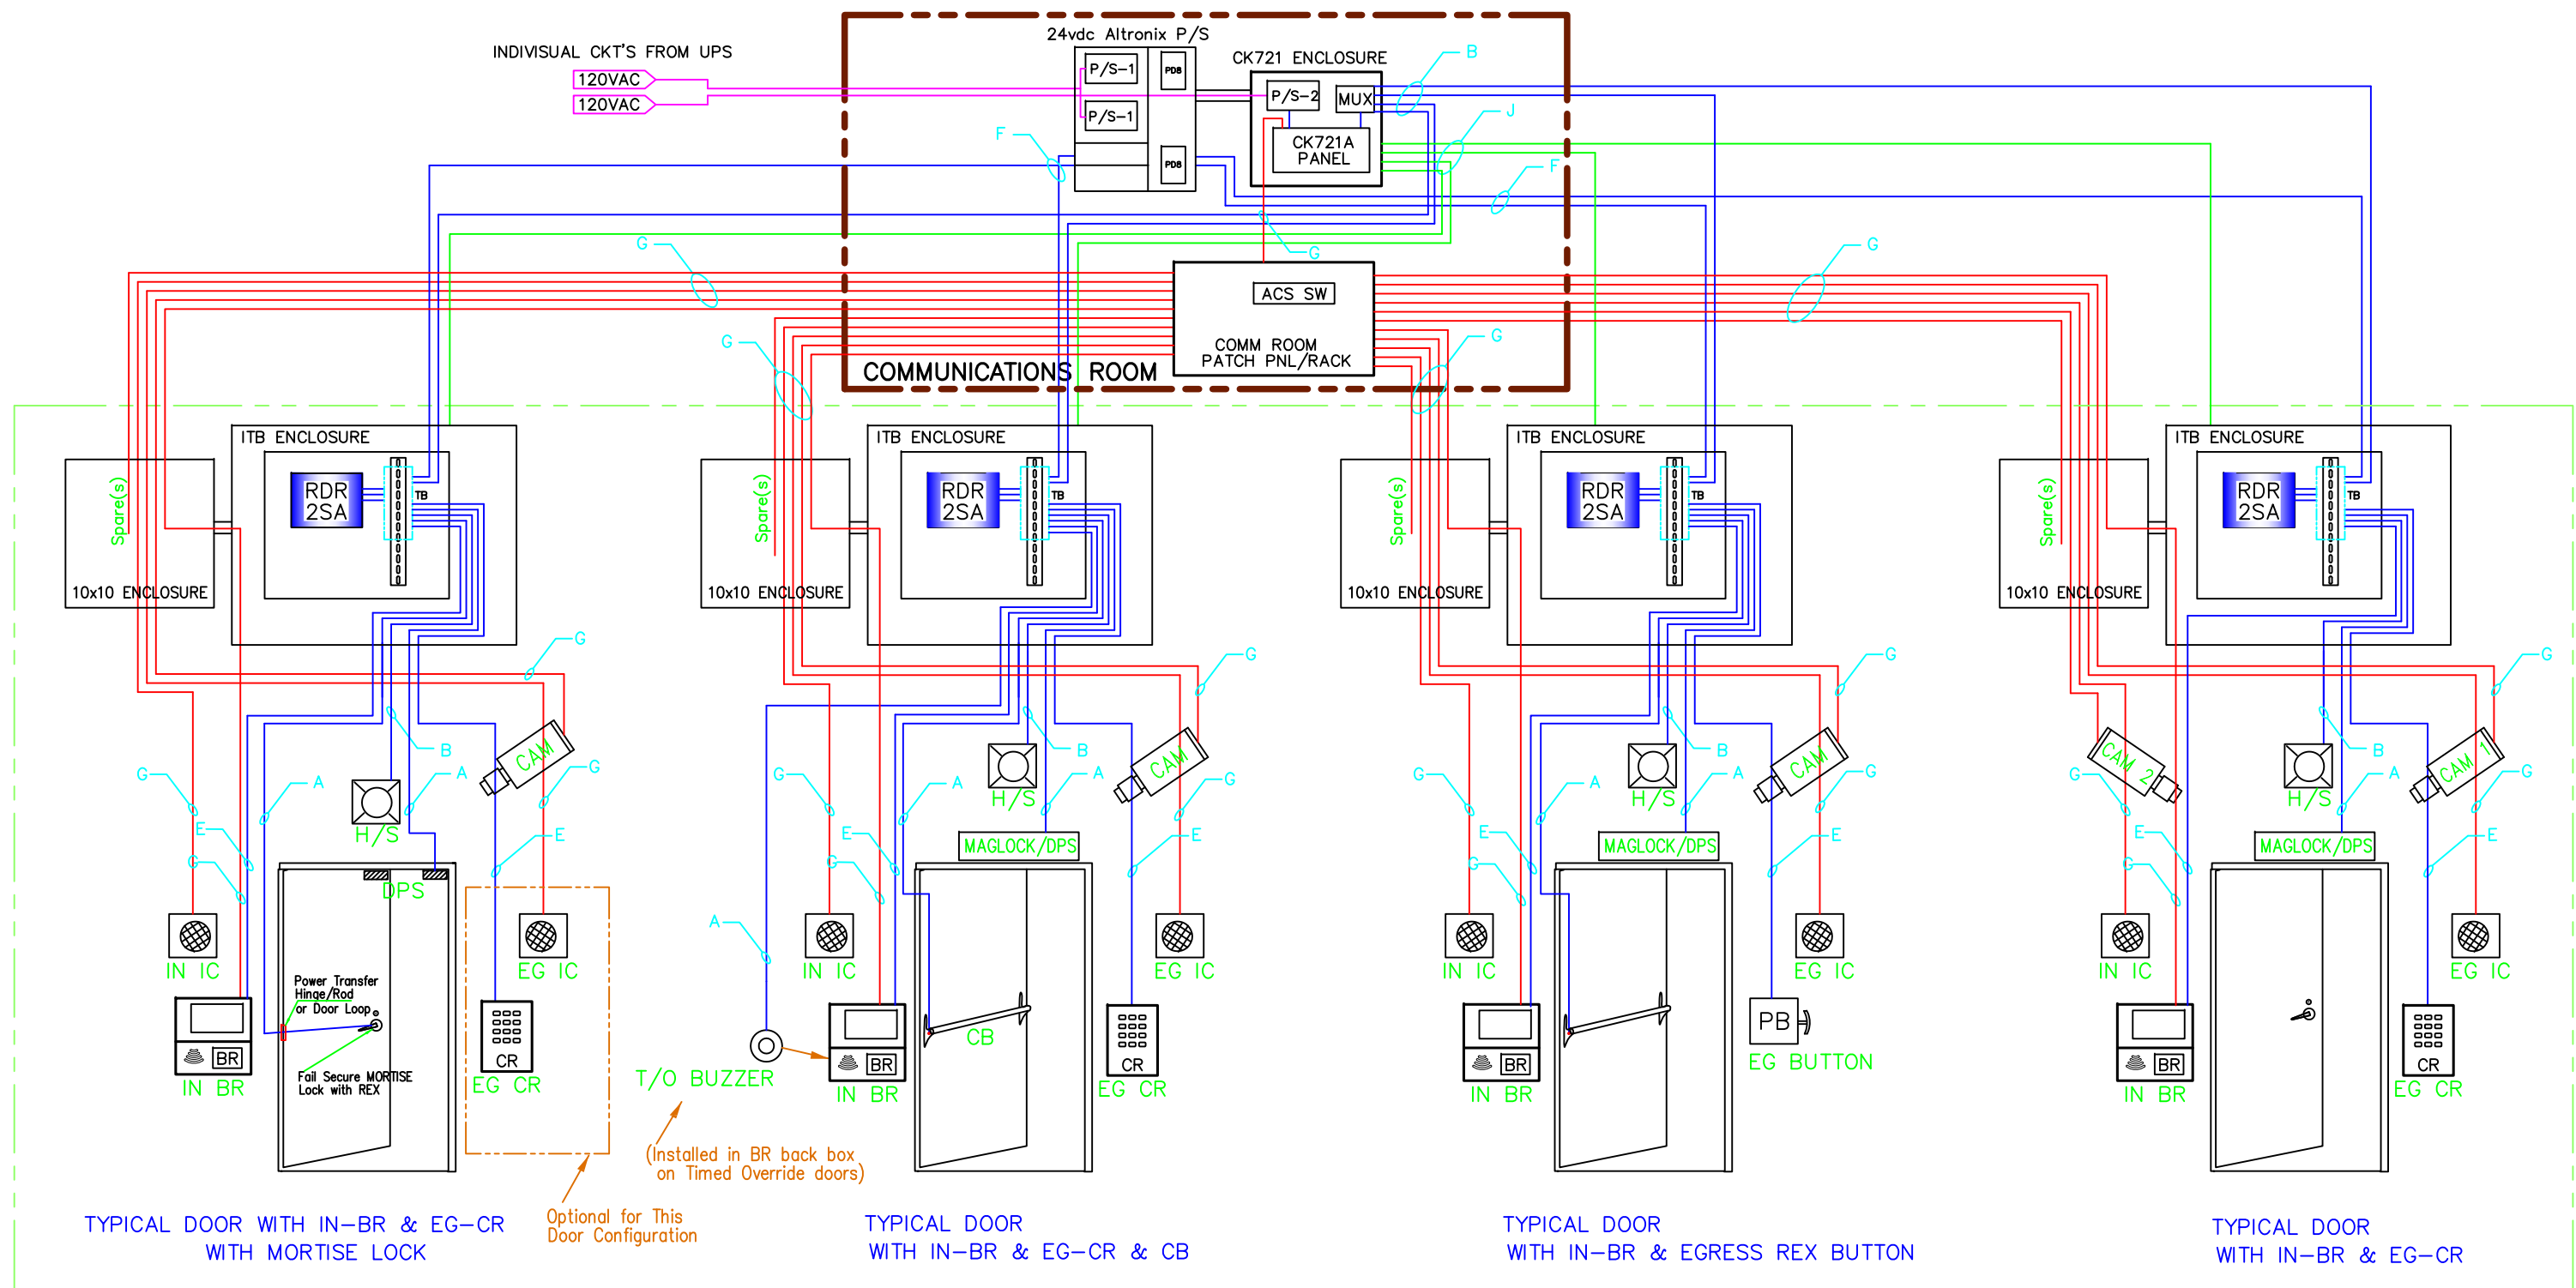 24vdc Altronix P/S
INDIVISUAL CKT'S FROM UPS
120VAC
120VAC
P/S-1
P/S-1
PD8
PD8
CK721 ENCLOSURE
P/S-2
MUX
CK721A
PANEL
B
J
F
F
G
G
G
G
G
ACS SW
COMM ROOM
PATCH PNL/RACK
COMMUNICATIONS ROOM
ITB ENCLOSURE
RDR
2SA
TB
Spare(s)
10x10 ENCLOSURE
G
B
A
G
A
G
E
G
E
CAM
H/S
DPS
IN IC
EG IC
Power Transfer
Hinge/Rod
or Door Loop
Fail Secure MORTISE
Lock with REX
BR
IN BR
CR
EG CR
Optional for This
Door Configuration
TYPICAL DOOR WITH IN-BR & EG-CR
WITH MORTISE LOCK
ITB ENCLOSURE
RDR
2SA
TB
Spare(s)
10x10 ENCLOSURE
G
B
G
A
A
G
E
G
E
A
CAM
H/S
MAGLOCK/DPS
IN IC
EG IC
CB
T/O BUZZER
BR
IN BR
CR
EG CR
(Installed in BR back box
on Timed Override doors)
TYPICAL DOOR
WITH IN-BR & EG-CR & CB
ITB ENCLOSURE
RDR
2SA
TB
Spare(s)
10x10 ENCLOSURE
G
B
G
A
A
G
E
G
E
CAM
H/S
MAGLOCK/DPS
IN IC
EG IC
BR
IN BR
PB
EG BUTTON
TYPICAL DOOR
WITH IN-BR & EGRESS REX BUTTON
ITB ENCLOSURE
RDR
2SA
TB
Spare(s)
10x10 ENCLOSURE
G
B
G
A
G
E
G
E
CAM 2
CAM 1
H/S
MAGLOCK/DPS
IN IC
EG IC
BR
IN BR
CR
EG CR
TYPICAL DOOR
WITH IN-BR & EG-CR